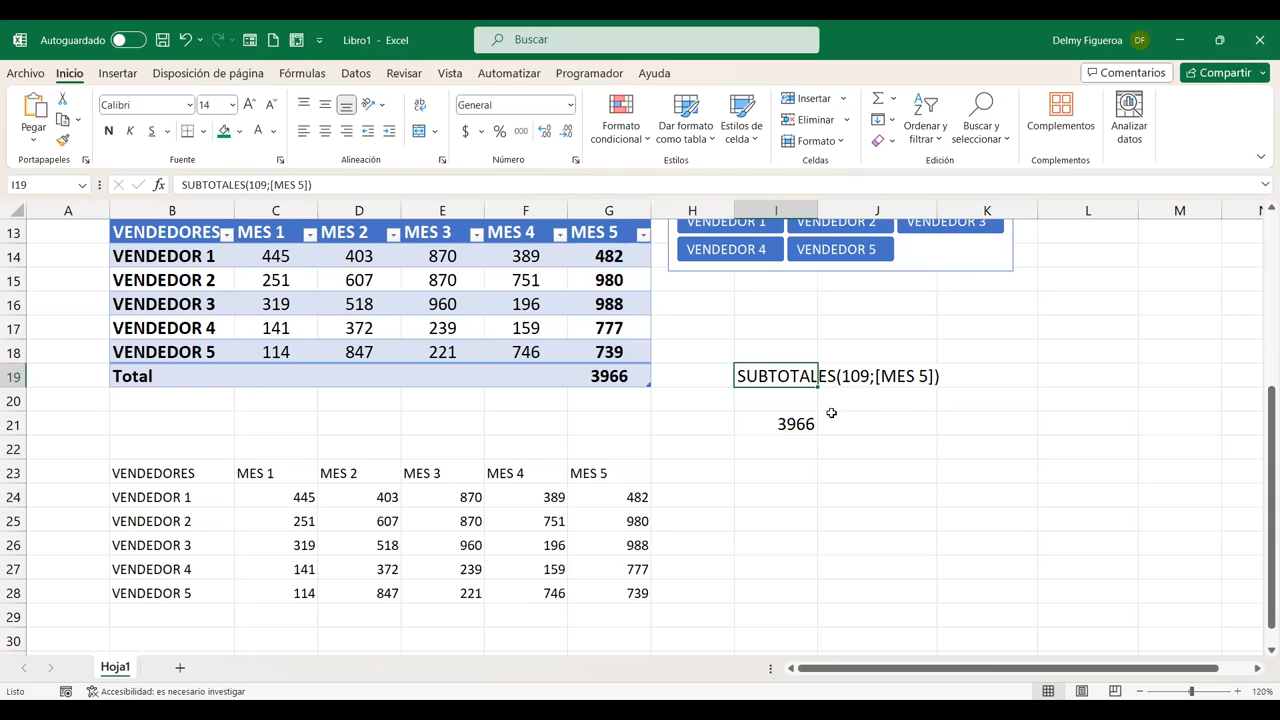 Autoguardado
Libro1 - Excel
Buscar
Delmy Figueroa DF
Archivo Inicio Insertar Disposición de página Fórmulas Datos Revisar Vista Automatizar Programador Ayuda
Comentarios Compartir
Pegar
Portapapeles
Calibri 14
N K S
Fuente
Alineación
General
$ % 000
Número
Formato condicional
Dar formato como tabla
Estilos de celda
Estilos
Insertar
Eliminar
Formato
Celdas
Ordenar y filtrar
Buscar y seleccionar
Edición
Complementos
Complementos
Analizar datos
I19 fx SUBTOTALES(109;[MES 5])
A B C D E F G H I J K L M N
13 VENDEDORES MES 1 MES 2 MES 3 MES 4 MES 5 VENDEDOR 1 VENDEDOR 2 VENDEDOR 3
14 VENDEDOR 1 445 403 870 389 482 VENDEDOR 4 VENDEDOR 5
15 VENDEDOR 2 251 607 870 751 980
16 VENDEDOR 3 319 518 960 196 988
17 VENDEDOR 4 141 372 239 159 777
18 VENDEDOR 5 114 847 221 746 739
19 Total 3966 SUBTOTALES(109;[MES 5])
20
21 3966
22
23 VENDEDORES MES 1 MES 2 MES 3 MES 4 MES 5
24 VENDEDOR 1 445 403 870 389 482
25 VENDEDOR 2 251 607 870 751 980
26 VENDEDOR 3 319 518 960 196 988
27 VENDEDOR 4 141 372 239 159 777
28 VENDEDOR 5 114 847 221 746 739
29
30
Hoja1
Listo Accesibilidad: es necesario investigar 120%